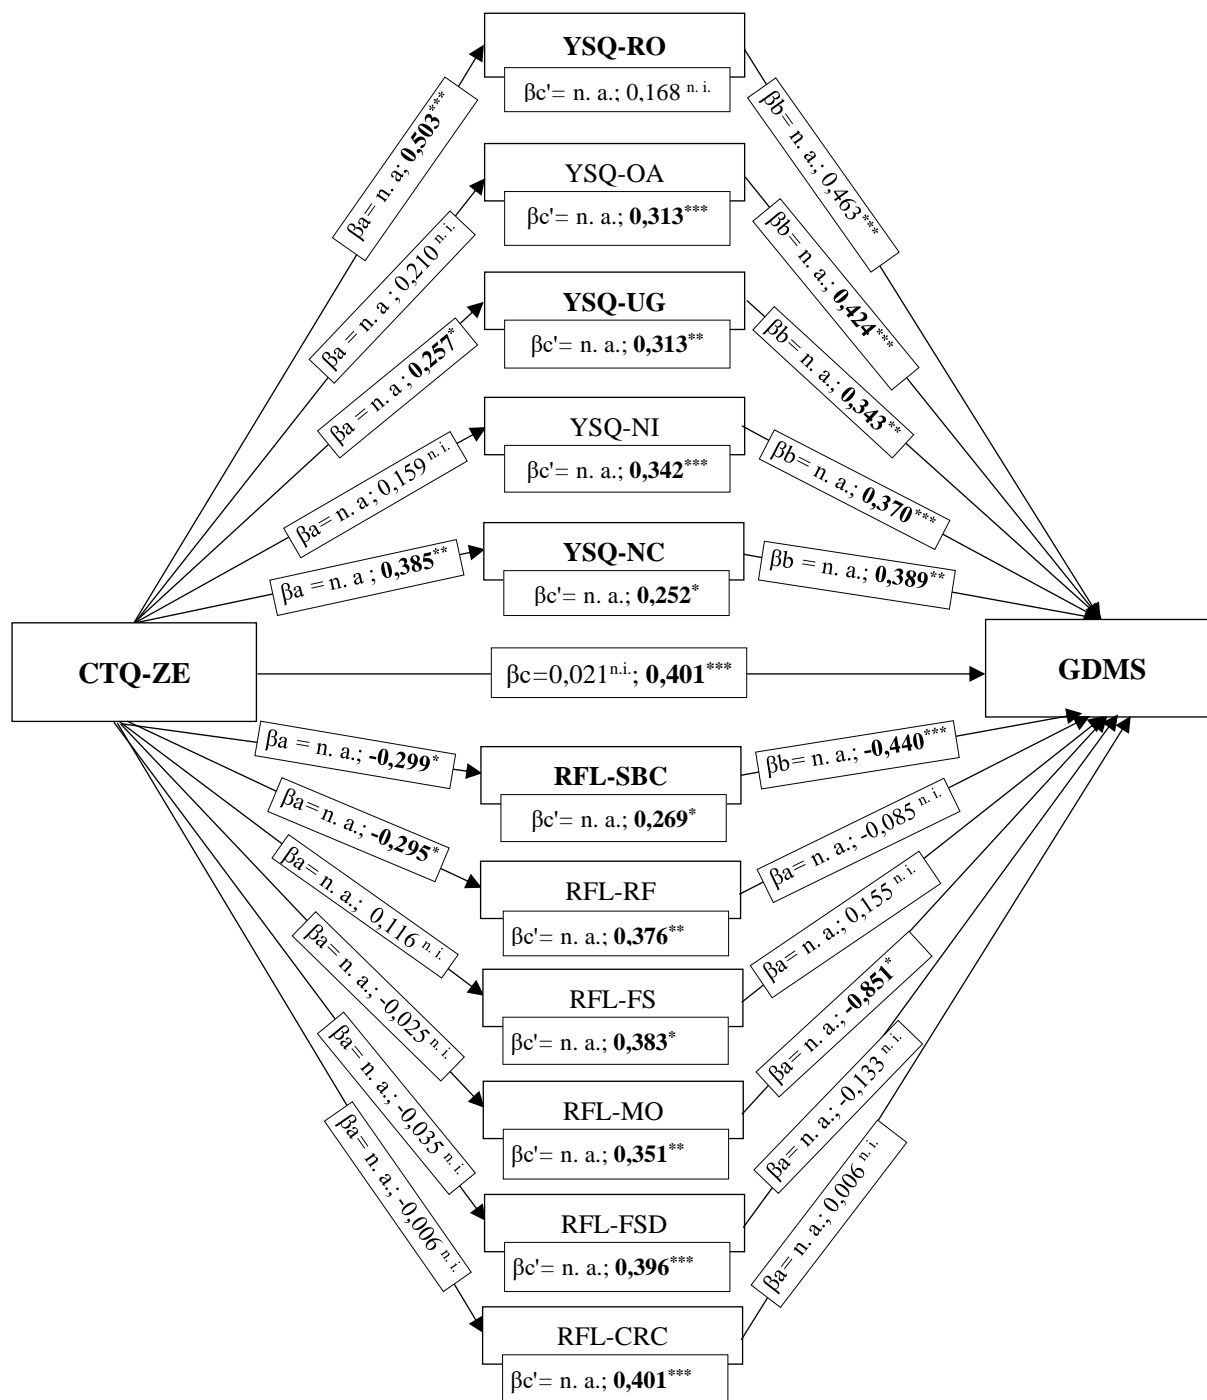 YSQ-RO
βc'= n. a.; 0,168 n. i.
βa= n. a; 0,503***
βb= n. a.; 0,463***
YSQ-OA
βc'= n. a.; 0,313***
βa= n. a ; 0,210 n. i.
βb= n. a.; 0,424***
YSQ-UG
βc'= n. a.; 0,313**
βa= n. a ; 0,257*
βb= n. a.; 0,343**
YSQ-NI
βc'= n. a.; 0,342***
βa= n. a ; 0,159 n. i.
βb= n. a.; 0,370***
YSQ-NC
βc'= n. a.; 0,252*
βa = n. a ; 0,385**
βb = n. a.; 0,389**
CTQ-ZE
βc=0,021n.i.; 0,401***
GDMS
βa = n. a.; -0,299*
βb= n. a.; -0,440***
RFL-SBC
βc'= n. a.; 0,269*
βa= n. a.; -0,295*
βa= n. a.; -0,085 n. i.
RFL-RF
βc'= n. a.; 0,376**
βa= n. a.; 0,116 n. i.
βa= n. a.; 0,155 n. i.
RFL-FS
βc'= n. a.; 0,383*
βa= n. a.; -0,025 n. i.
βa= n. a.; -0,851*
RFL-MO
βc'= n. a.; 0,351**
βa= n. a.; -0,035 n. i.
βa= n. a.; -0,133 n. i.
RFL-FSD
βc'= n. a.; 0,396***
βa= n. a.; -0,006 n. i.
βa= n. a.; 0,006 n. i.
RFL-CRC
βc'= n. a.; 0,401***